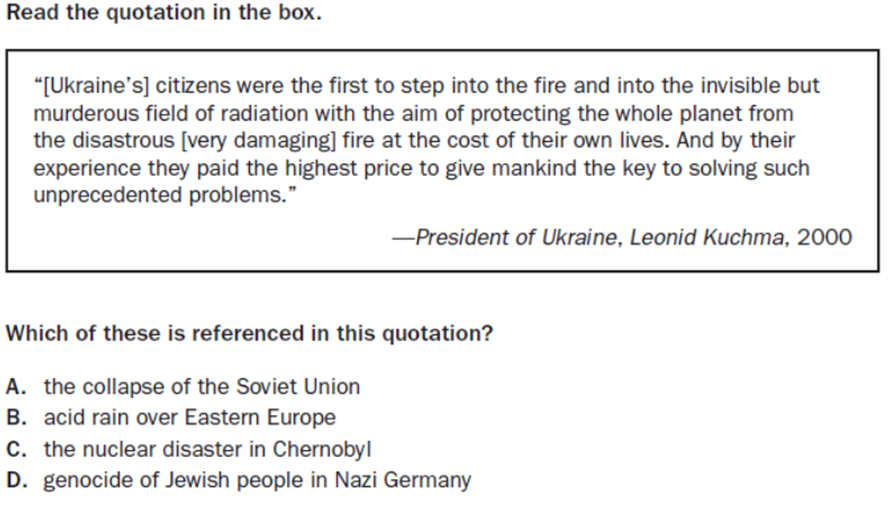 Read the quotation in the box.
“[Ukraine’s] citizens were the first to step into the fire and into the invisible but
murderous field of radiation with the aim of protecting the whole planet from
the disastrous [very damaging] fire at the cost of their own lives. And by their
experience they paid the highest price to give mankind the key to solving such
unprecedented problems.”
—President of Ukraine, Leonid Kuchma, 2000
Which of these is referenced in this quotation?
A. the collapse of the Soviet Union
B. acid rain over Eastern Europe
C. the nuclear disaster in Chernobyl
D. genocide of Jewish people in Nazi Germany